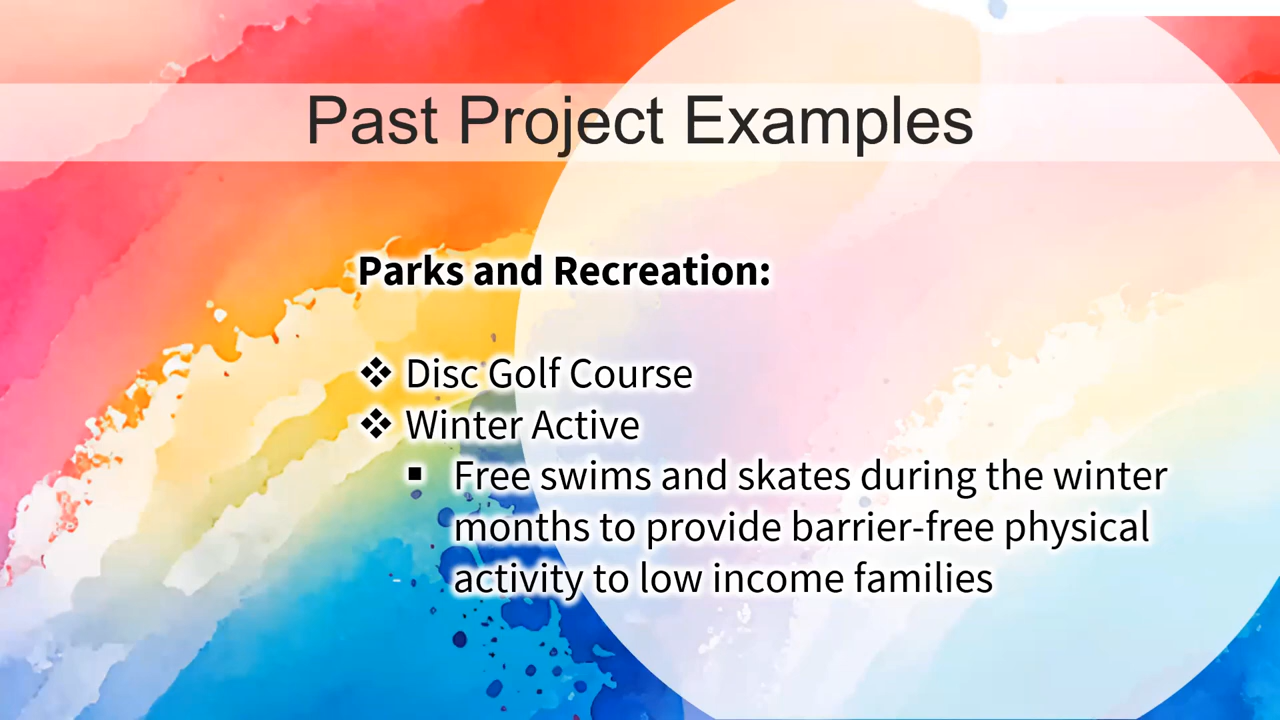 Past Project Examples
Parks and Recreation:
❖ Disc Golf Course
❖ Winter Active
▪ Free swims and skates during the winter
months to provide barrier-free physical
activity to low income families